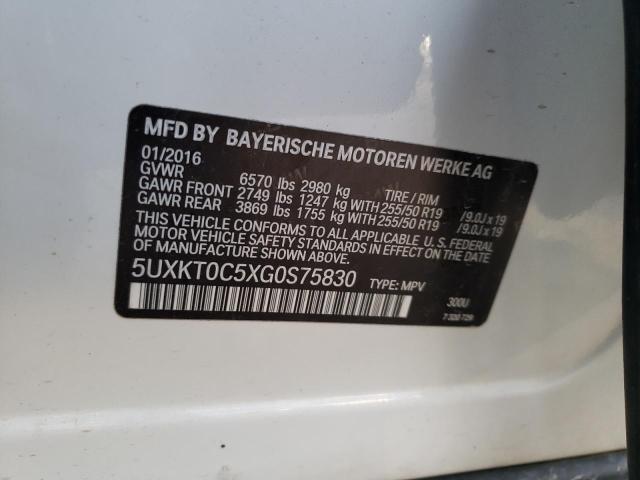 MFD BY BAYERISCHE MOTOREN WERKE AG
01/2016
GVWR 6570 lbs 2980 kg TIRE / RIM
GAWR FRONT 2749 lbs 1247 kg WITH 255/50 R19 /9.0J x 19
GAWR REAR 3869 lbs 1755 kg WITH 255/50 R19 /9.0J x 19
THIS VEHICLE CONFORMS TO ALL APPLICABLE U.S. FEDERAL
MOTOR VEHICLE SAFETY STANDARDS IN EFFECT ON THE DATE
OF MANUFACTURE SHOWN ABOVE.
5UXKT0C5XG0S75830 TYPE: MPV 300U